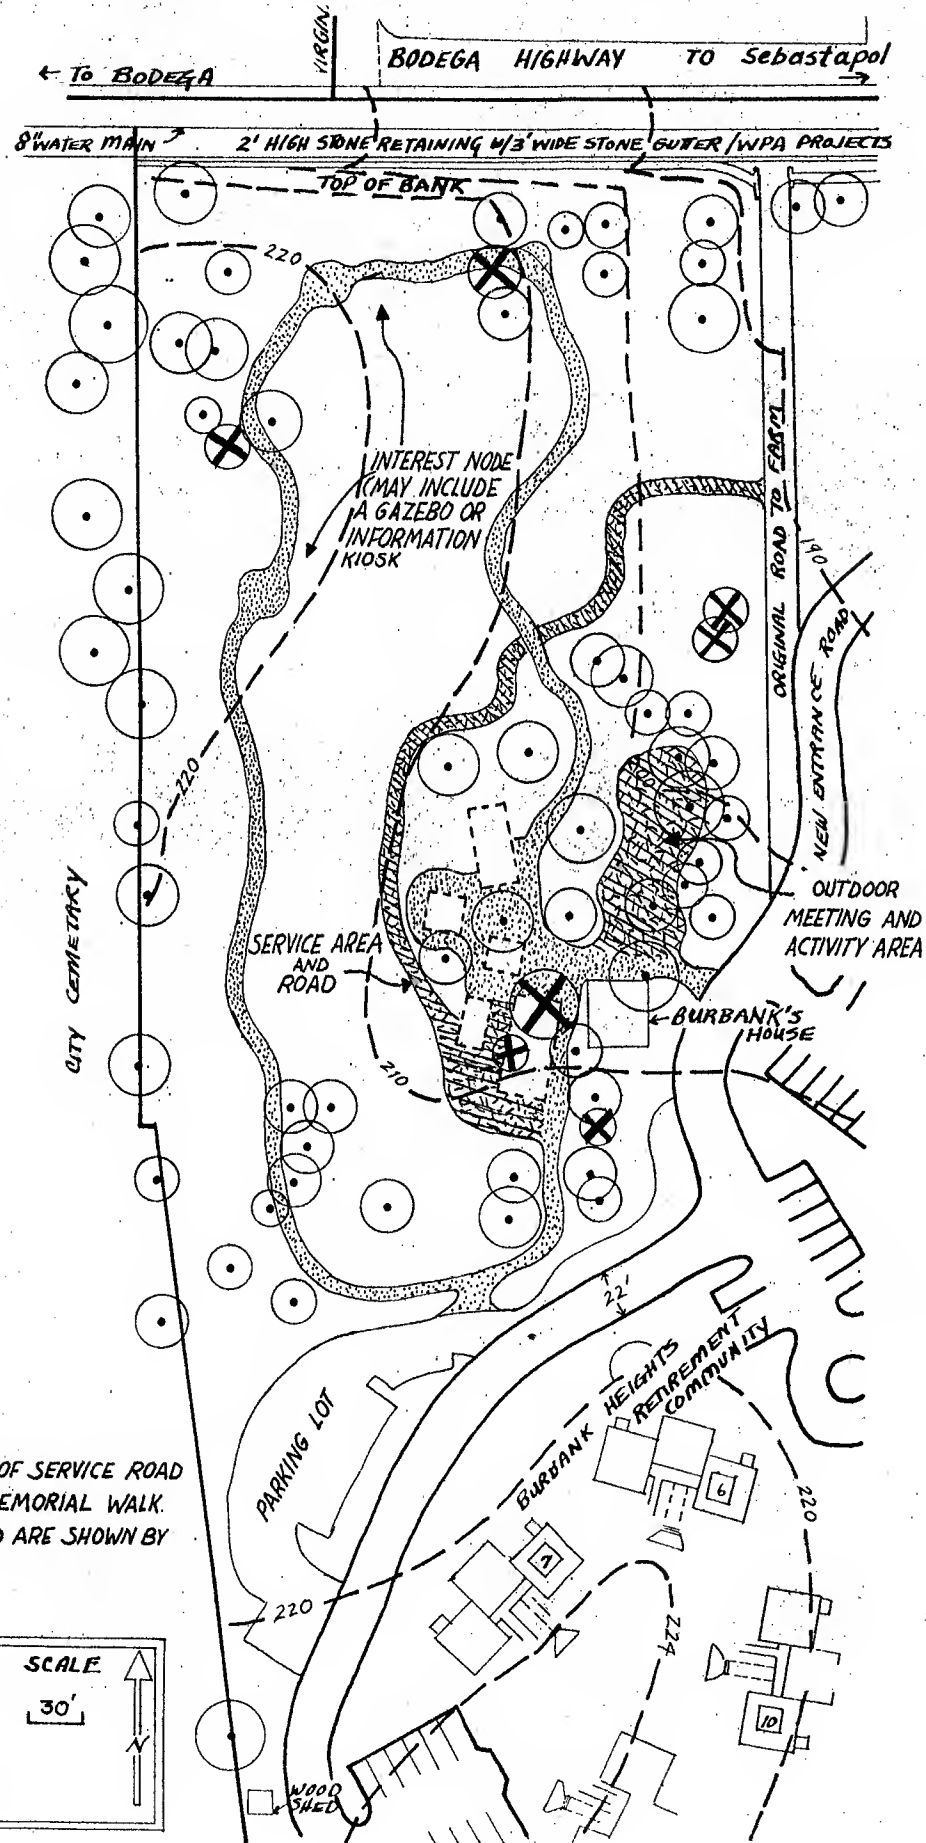 VIRGIN.
← TO BODEGA
BODEGA HIGHWAY TO Sebastapol →
8" WATER MAIN
2' HIGH STONE RETAINING W/3' WIDE STONE GUTTER /WPA PROJECTS
TOP OF BANK
220
INTEREST NODE
(MAY INCLUDE
A GAZEBO OR
INFORMATION
KIOSK
ORIGINAL ROAD TO FARM
190
NEW ENTRANCE ROAD
220
200
OUTDOOR
MEETING AND
ACTIVITY AREA
CITY CEMETARY
SERVICE AREA
AND
ROAD
BURBANK'S
HOUSE
210
22'
PARKING LOT
BURBANK HEIGHTS
RETIREMENT
COMMUNITY
OF SERVICE ROAD
EMORIAL WALK.
D ARE SHOWN BY
6
7
220
220
224
10
SCALE
30'
N
WOOD
SHED